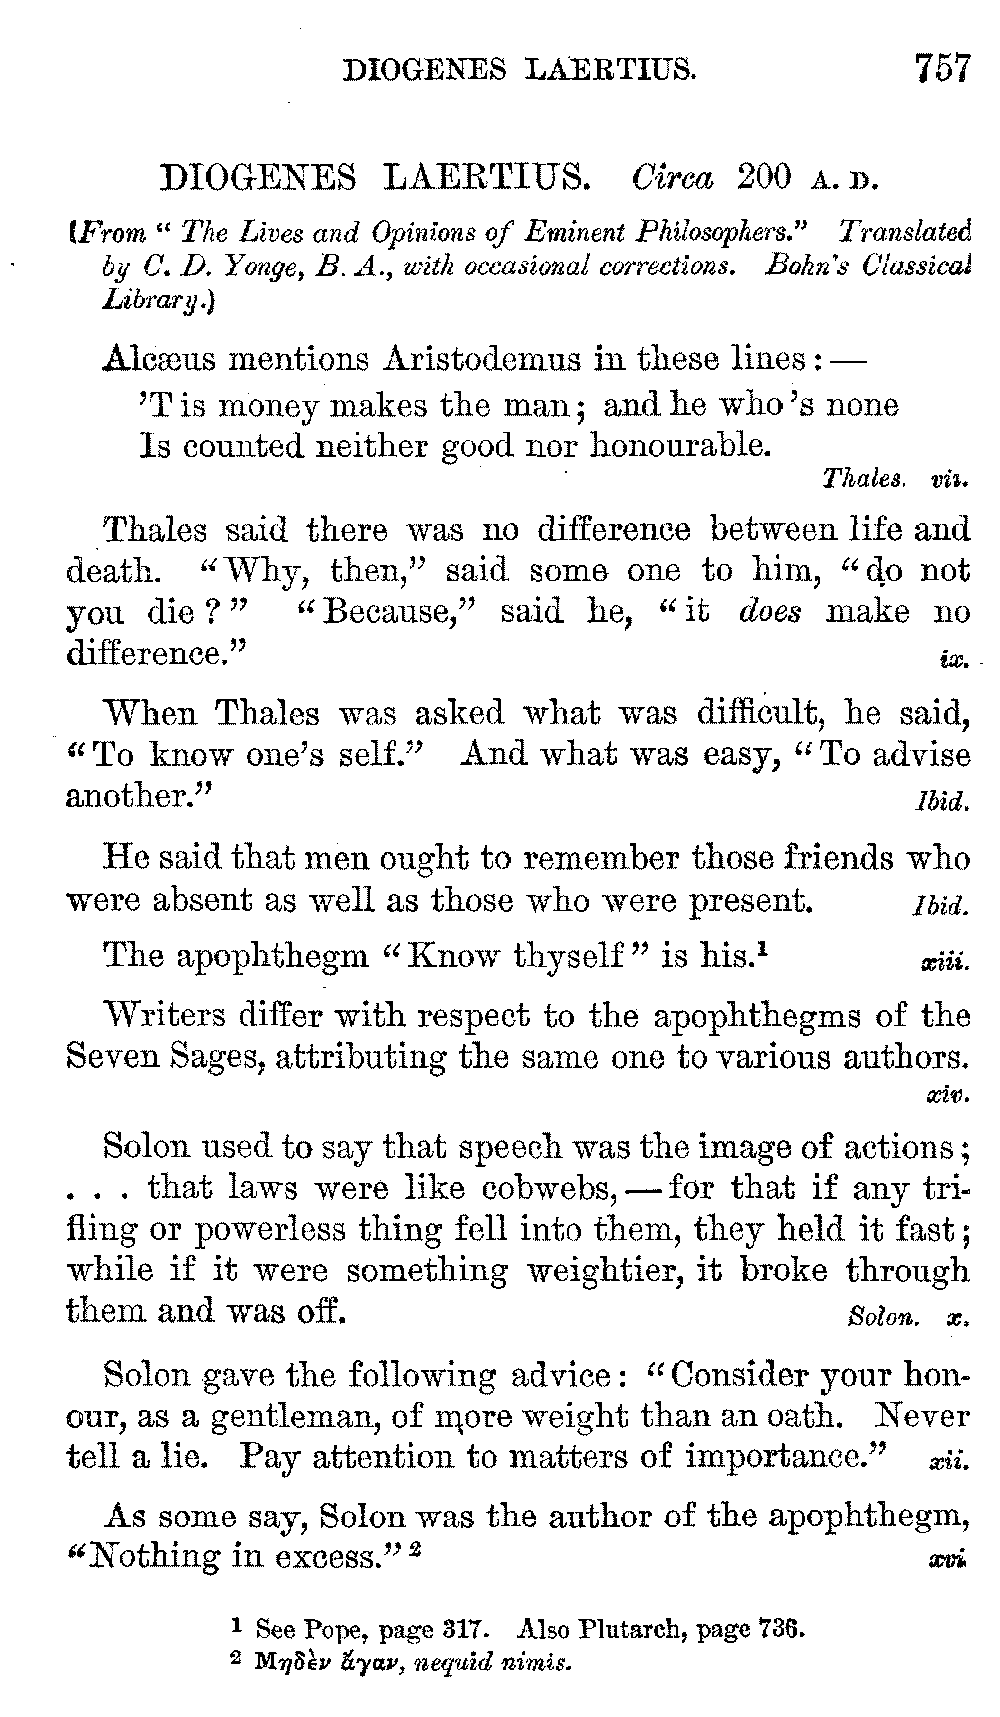 DIOGENES LAERTIUS. 757
DIOGENES LAERTIUS. Circa 200 A. D.
(From “ The Lives and Opinions of Eminent Philosophers.” Translated
by C. D. Yonge, B. A., with occasional corrections. Bohn's Classical
Library.)
Alcæus mentions Aristodemus in these lines : —
’T is money makes the man; and he who ’s none
Is counted neither good nor honourable.
Thales. vii.
Thales said there was no difference between life and
death. “Why, then,” said some one to him, “do not
you die ? ” “Because,” said he, “it does make no
difference.” ix.
When Thales was asked what was difficult, he said,
“To know one’s self.” And what was easy, “To advise
another.” Ibid.
He said that men ought to remember those friends who
were absent as well as those who were present. Ibid.
The apophthegm “Know thyself” is his.¹ xiii.
Writers differ with respect to the apophthegms of the
Seven Sages, attributing the same one to various authors.
xiv.
Solon used to say that speech was the image of actions ;
. . . that laws were like cobwebs, — for that if any tri-
fling or powerless thing fell into them, they held it fast ;
while if it were something weightier, it broke through
them and was off. Solon. x.
Solon gave the following advice : “Consider your hon-
our, as a gentleman, of more weight than an oath. Never
tell a lie. Pay attention to matters of importance.” xii.
As some say, Solon was the author of the apophthegm,
“Nothing in excess.” ² xvi.
¹ See Pope, page 317. Also Plutarch, page 736.
² Μηδὲν ἄγαν, nequid nimis.